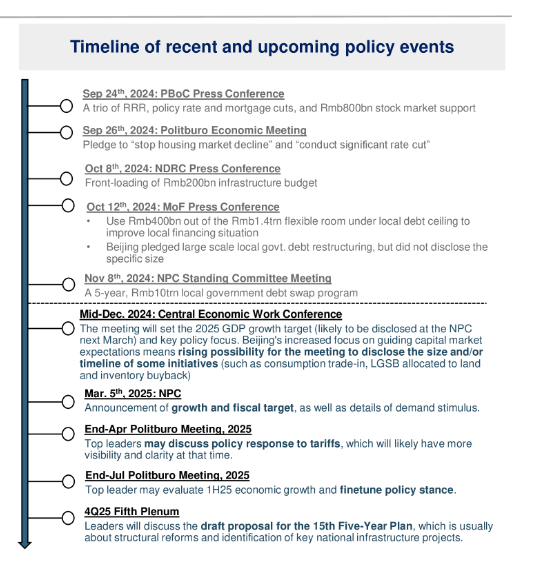 Timeline of recent and upcoming policy events
Sep 24th, 2024: PBoC Press Conference
A trio of RRR, policy rate and mortgage cuts, and Rmb800bn stock market support
Sep 26th, 2024: Politburo Economic Meeting
Pledge to “stop housing market decline” and “conduct significant rate cut”
Oct 8th, 2024: NDRC Press Conference
Front-loading of Rmb200bn infrastructure budget
Oct 12th, 2024: MoF Press Conference
• Use Rmb400bn out of the Rmb1.4trn flexible room under local debt ceiling to
improve local financing situation
• Beijing pledged large scale local govt. debt restructuring, but did not disclose the
specific size
Nov 8th, 2024: NPC Standing Committee Meeting
A 5-year, Rmb10trn local government debt swap program
Mid-Dec. 2024: Central Economic Work Conference
The meeting will set the 2025 GDP growth target (likely to be disclosed at the NPC
next March) and key policy focus. Beijing's increased focus on guiding capital market
expectations means rising possibility for the meeting to disclose the size and/or
timeline of some initiatives (such as consumption trade-in, LGSB allocated to land
and inventory buyback)
Mar. 5th, 2025: NPC
Announcement of growth and fiscal target, as well as details of demand stimulus.
End-Apr Politburo Meeting, 2025
Top leaders may discuss policy response to tariffs, which will likely have more
visibility and clarity at that time.
End-Jul Politburo Meeting, 2025
Top leader may evaluate 1H25 economic growth and finetune policy stance.
4Q25 Fifth Plenum
Leaders will discuss the draft proposal for the 15th Five-Year Plan, which is usually
about structural reforms and identification of key national infrastructure projects.